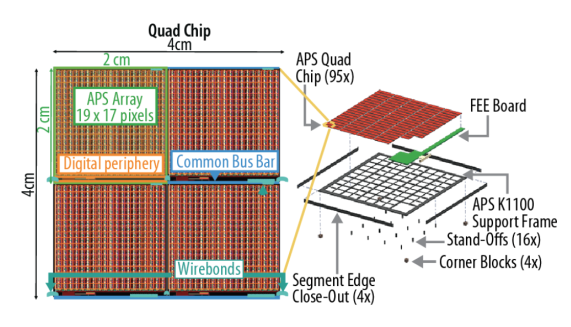 Quad Chip
4cm
2 cm
APS Quad
Chip (95x)
APS Array
19 x 17 pixels
2 cm
FEE Board
4cm
Digital periphery
Common Bus Bar
APS K1100
Support Frame
Stand-Offs (16x)
Wirebonds
Corner Blocks (4x)
Segment Edge
Close-Out (4x)